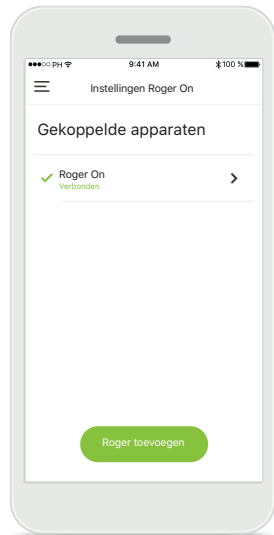 ●●●○○ PH 9:41 AM 100 %
Instellingen Roger On
Gekoppelde apparaten
Roger On
Verbonden
Roger toevoegen